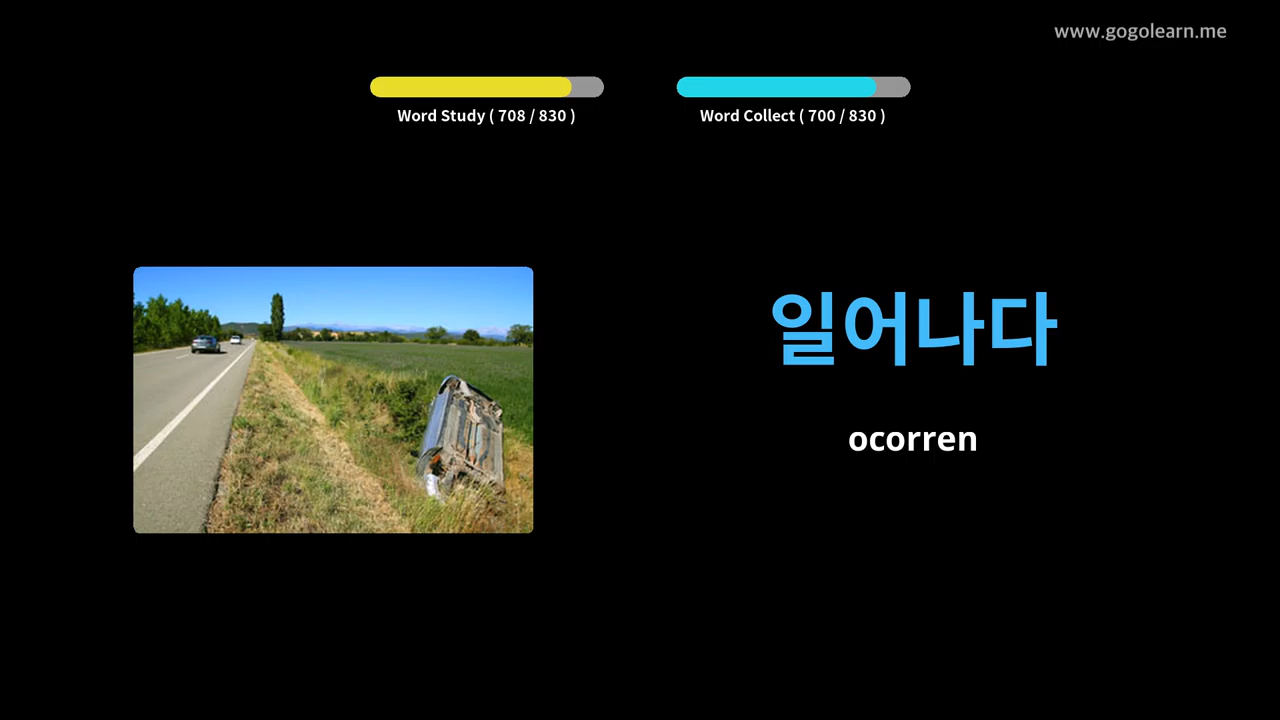 www.gogolearn.me
Word Study ( 708 / 830 )
Word Collect ( 700 / 830 )
일어나다
ocorren